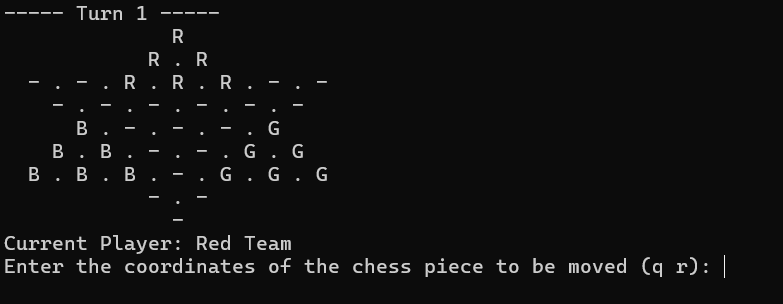 ----- Turn 1 -----
              R
            R . R
  - . - . R . R . R . - . -
    - . - . - . - . - . -
      B . - . - . - . G
    B . B . - . - . G . G
  B . B . B . - . G . G . G
            - . -
              -
Current Player: Red Team
Enter the coordinates of the chess piece to be moved (q r):